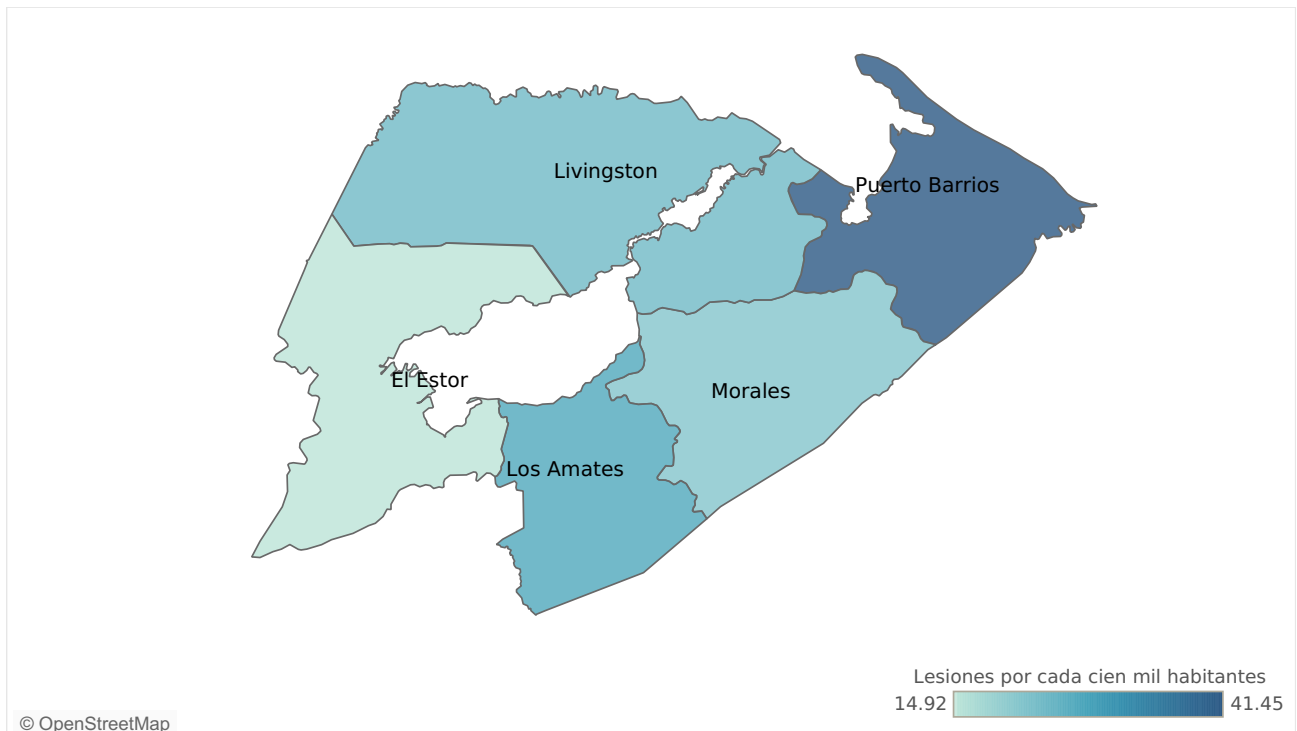 Livingston
Puerto Barrios
El Estor
Morales
Los Amates
Lesiones por cada cien mil habitantes
14.92 41.45
© OpenStreetMap